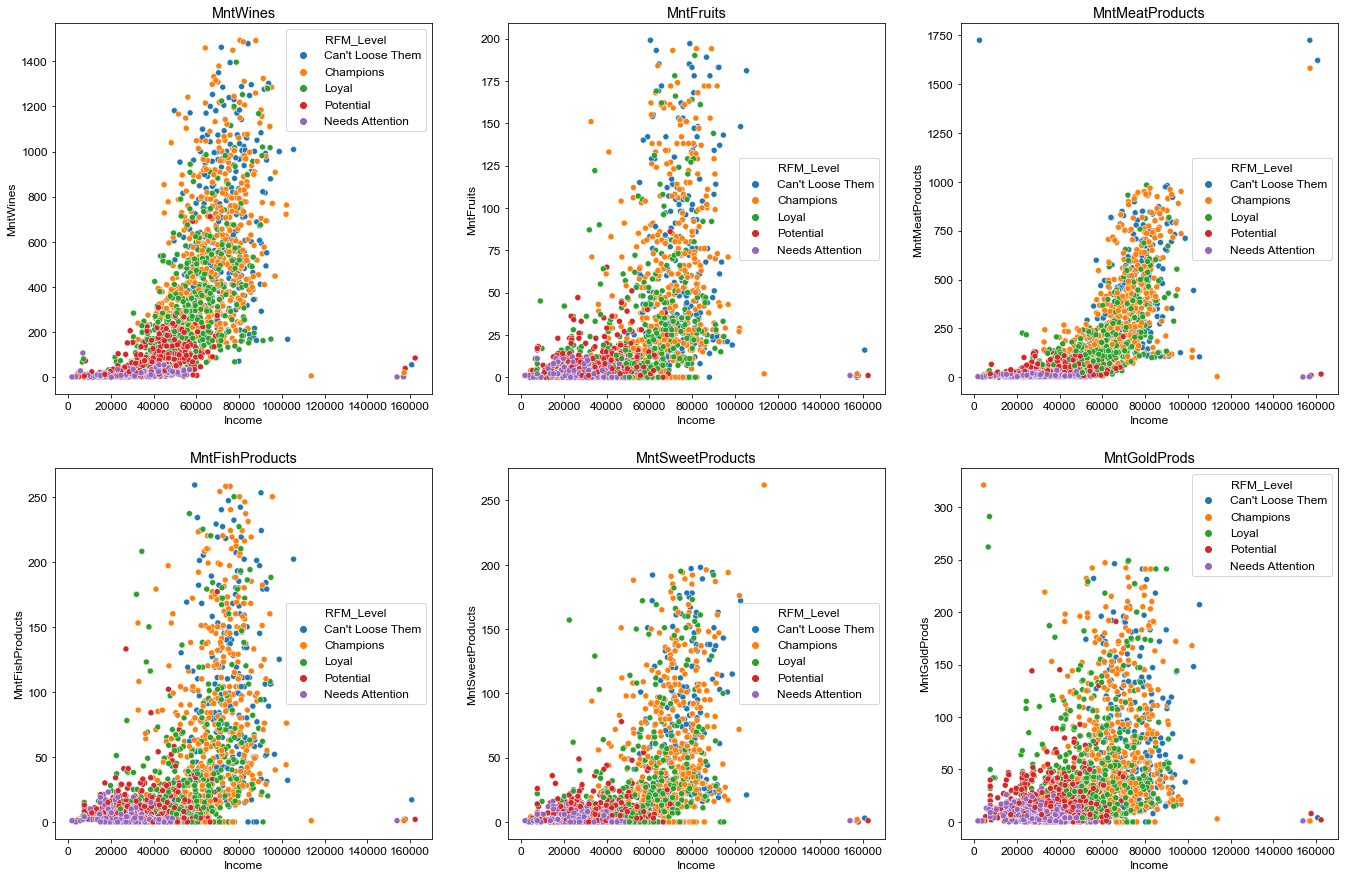 MntWines
MntWines
1400
1200
1000
800
600
400
200
0
RFM_Level
Can't Loose Them
Champions
Loyal
Potential
Needs Attention
0 20000 40000 60000 80000 100000 120000 140000 160000
Income
MntFruits
MntFruits
200
175
150
125
100
75
50
25
0
RFM_Level
Can't Loose Them
Champions
Loyal
Potential
Needs Attention
0 20000 40000 60000 80000 100000 120000 140000 160000
Income
MntMeatProducts
MntMeatProducts
1750
1500
1250
1000
750
500
250
0
RFM_Level
Can't Loose Them
Champions
Loyal
Potential
Needs Attention
0 20000 40000 60000 80000 100000 120000 140000 160000
Income
MntFishProducts
MntFishProducts
250
200
150
100
50
0
RFM_Level
Can't Loose Them
Champions
Loyal
Potential
Needs Attention
0 20000 40000 60000 80000 100000 120000 140000 160000
Income
MntSweetProducts
MntSweetProducts
250
200
150
100
50
0
RFM_Level
Can't Loose Them
Champions
Loyal
Potential
Needs Attention
0 20000 40000 60000 80000 100000 120000 140000 160000
Income
MntGoldProds
MntGoldProds
300
250
200
150
100
50
0
RFM_Level
Can't Loose Them
Champions
Loyal
Potential
Needs Attention
0 20000 40000 60000 80000 100000 120000 140000 160000
Income